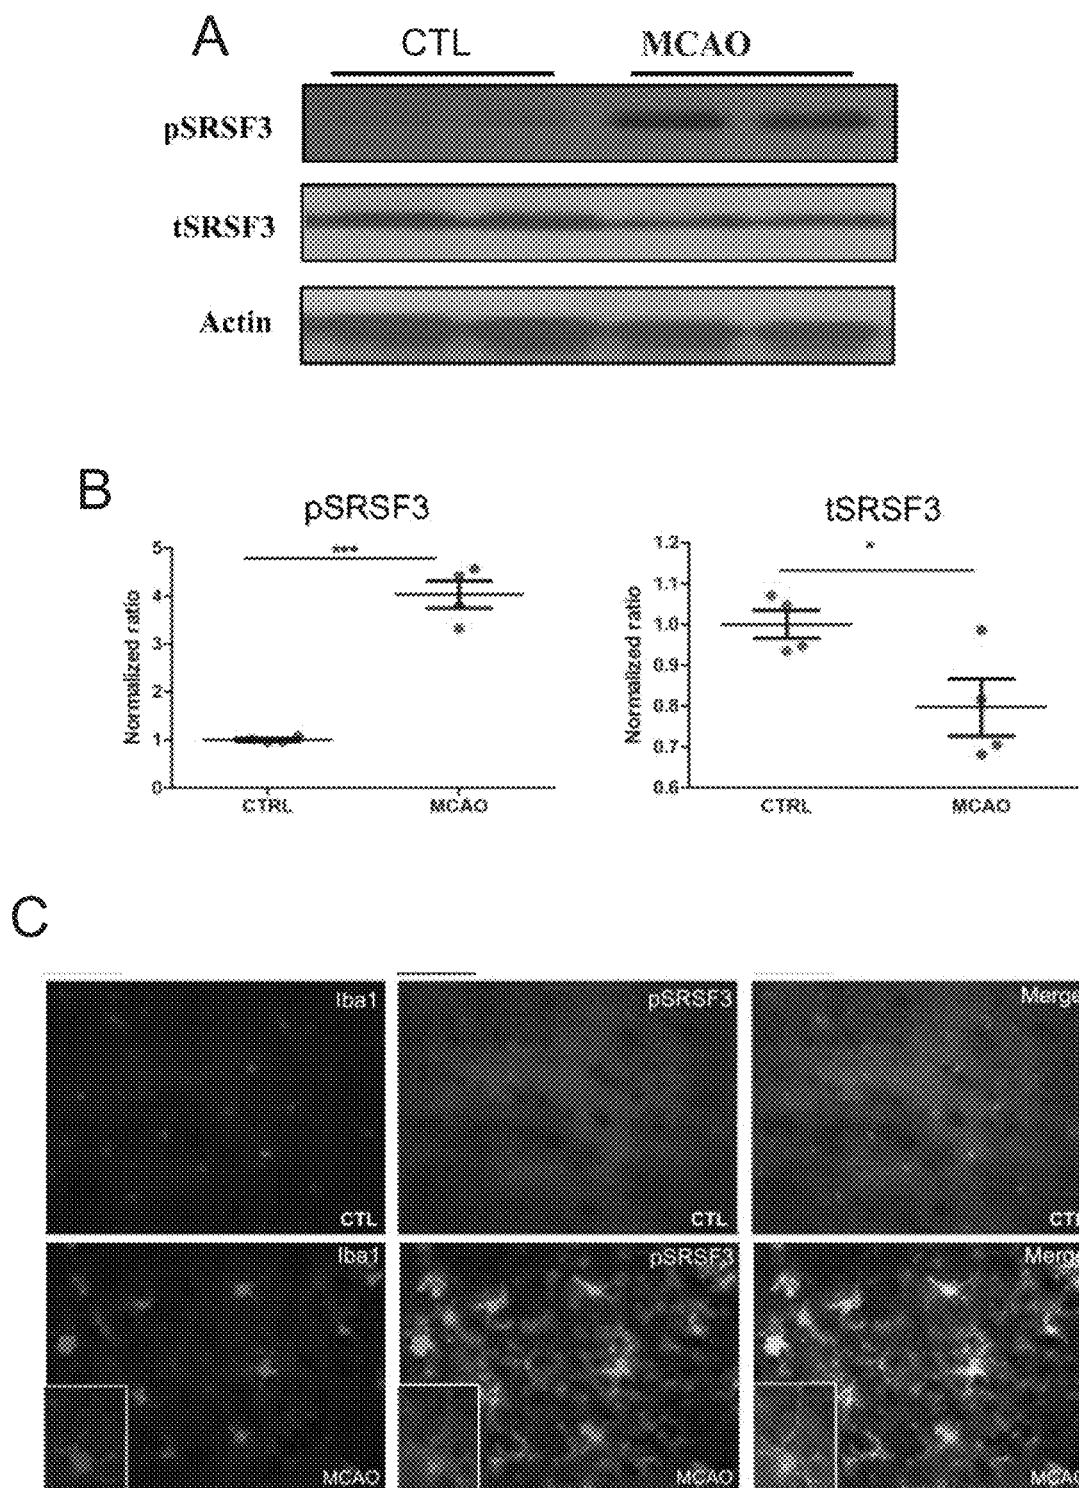 A
CTL MCAO
pSRSF3
tSRSF3
Actin
B
pSRSF3
5
4
3
2
1
0
Normalized ratio
***
CTRL MCAO
tSRSF3
1.2
1.1
1.0
0.9
0.8
0.7
0.6
Normalized ratio
*
CTRL MCAO
C
Iba1 pSRSF3 Merge
CTL CTL CTL
Iba1 pSRSF3 Merge
MCAO MCAO MCAO